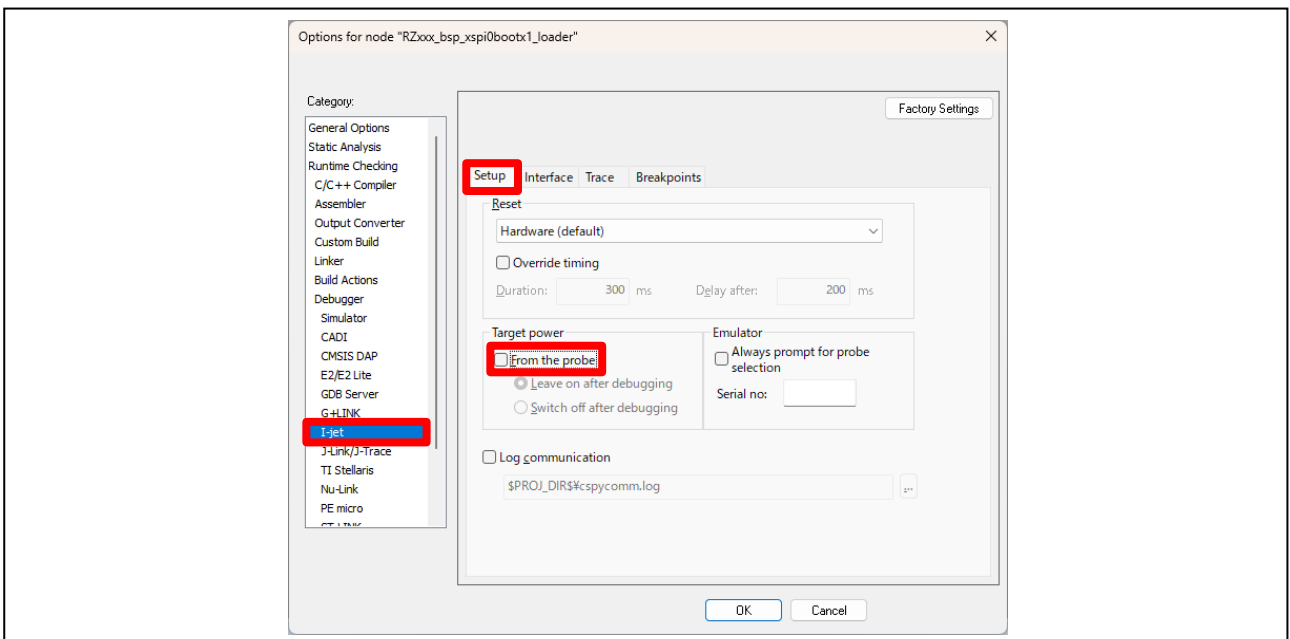 Options for node "RZxxx_bsp_xspi0bootx1_loader"
Category:
General Options
Static Analysis
Runtime Checking
C/C++ Compiler
Assembler
Output Converter
Custom Build
Linker
Build Actions
Debugger
Simulator
CADI
CMSIS DAP
E2/E2 Lite
GDB Server
G+LINK
I-jet
J-Link/J-Trace
TI Stellaris
Nu-Link
PE micro
ST-LINK
Factory Settings
Setup Interface Trace Breakpoints
Reset
Hardware (default)
Override timing
Duration: 300 ms Delay after: 200 ms
Target power
From the probe
Leave on after debugging
Switch off after debugging
Emulator
Always prompt for probe
selection
Serial no:
Log communication
$PROJ_DIR$¥cspycomm.log
...
OK Cancel